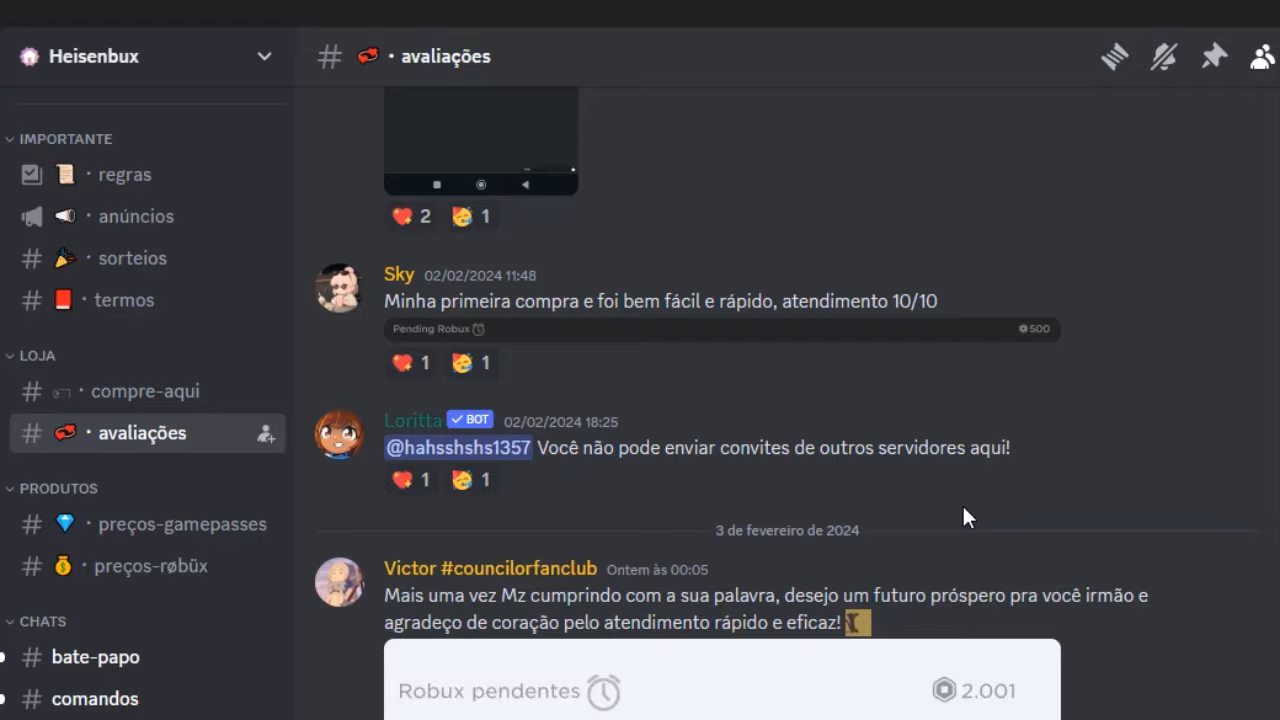 Heisenbux
avaliações
IMPORTANTE
regras
anúncios
sorteios
termos
LOJA
compre-aqui
avaliações
PRODUTOS
preços-gamepasses
preços-røbüx
CHATS
bate-papo
comandos
2 1
Sky 02/02/2024 11:48
Minha primeira compra e foi bem fácil e rápido, atendimento 10/10
Pending Robux 500
1 1
Loritta BOT 02/02/2024 18:25
@hahsshshs1357 Você não pode enviar convites de outros servidores aqui!
1 1
3 de fevereiro de 2024
Victor #councilorfanclub Ontem às 00:05
Mais uma vez Mz cumprindo com a sua palavra, desejo um futuro próspero pra você irmão e
agradeço de coração pelo atendimento rápido e eficaz!
Robux pendentes 2.001